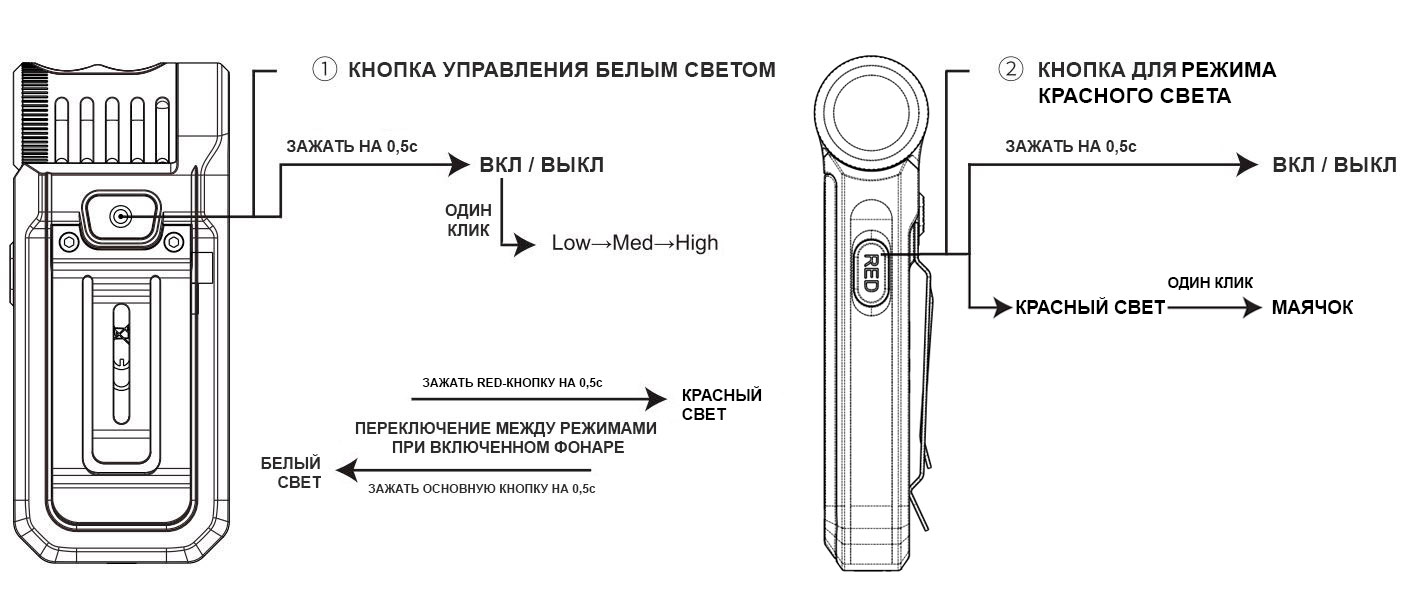 ① КНОПКА УПРАВЛЕНИЯ БЕЛЫМ СВЕТОМ
ЗАЖАТЬ НА 0,5с
ВКЛ / ВЫКЛ
ОДИН
КЛИК
Low→Med→High
ЗАЖАТЬ RED-КНОПКУ НА 0,5с
КРАСНЫЙ
СВЕТ
ПЕРЕКЛЮЧЕНИЕ МЕЖДУ РЕЖИМАМИ
ПРИ ВКЛЮЧЕННОМ ФОНАРЕ
БЕЛЫЙ
СВЕТ
ЗАЖАТЬ ОСНОВНУЮ КНОПКУ НА 0,5с
② КНОПКА ДЛЯ РЕЖИМА
КРАСНОГО СВЕТА
ЗАЖАТЬ НА 0,5с
ВКЛ / ВЫКЛ
RED
КРАСНЫЙ СВЕТ
ОДИН КЛИК
МАЯЧОК